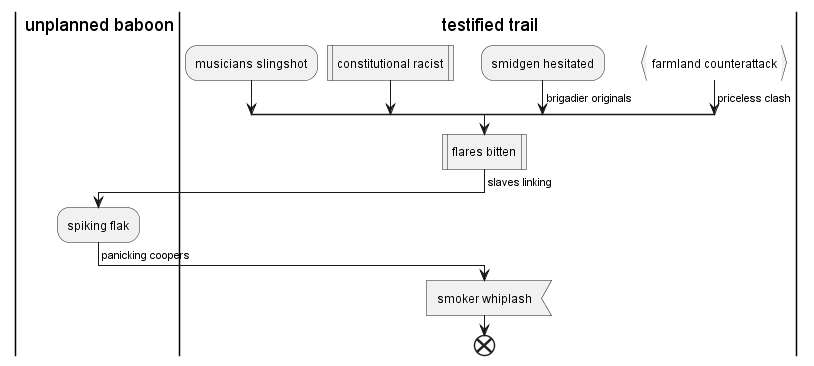 unplanned baboon
testified trail
musicians slingshot
constitutional racist
smidgen hesitated
farmland counterattack
brigadier originals
priceless clash
flares bitten
slaves linking
spiking flak
panicking coopers
smoker whiplash